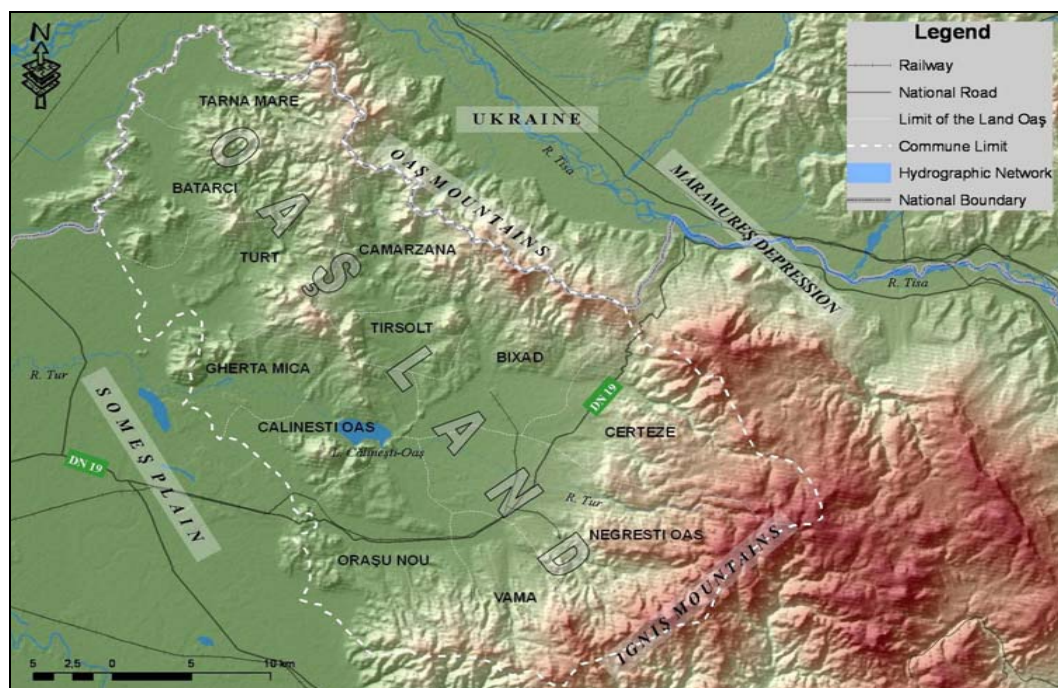 N
Legend
Railway
National Road
Limit of the Land Oaş
Commune Limit
Hydrographic Network
National Boundary
TARNA MARE
UKRAINE
R. Tisa
OAŞ MOUNTAINS
MARAMUREŞ DEPRESSION
BATARCI
OAŞ LAND
TURT
CAMARZANA
R. Tisa
TIRSOLT
BIXAD
GHERTA MICA
R. Tur
DN 19
SOMEŞ PLAIN
CALINESTI OAS
L. Călineşti-Oaş
CERTEZE
DN 19
R. Tur
NEGRESTI OAS
ORAŞU NOU
VAMA
IGNIŞ MOUNTAINS
5 2,5 0 5 10 km